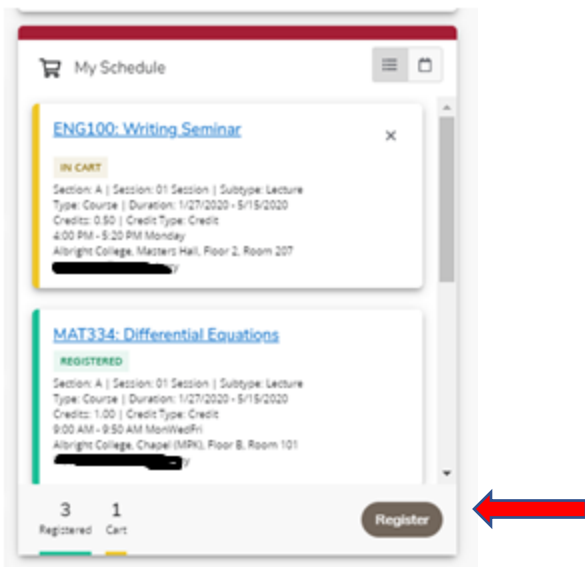 My Schedule
ENG100: Writing Seminar
IN CART
Section: A | Session: 01 Session | Subtype: Lecture
Type: Course | Duration: 1/27/2020 - 5/15/2020
Credits: 0.50 | Credit Type: Credit
4:00 PM - 5:20 PM Monday
Albright College, Masters Hall, Floor 2, Room 207
MAT334: Differential Equations
REGISTERED
Section: A | Session: 01 Session | Subtype: Lecture
Type: Course | Duration: 1/27/2020 - 5/15/2020
Credits: 1.00 | Credit Type: Credit
9:00 AM - 9:50 AM MonWedFri
Albright College, Chapel (MPK), Floor B, Room 101
3 1
Registered Cart
Register